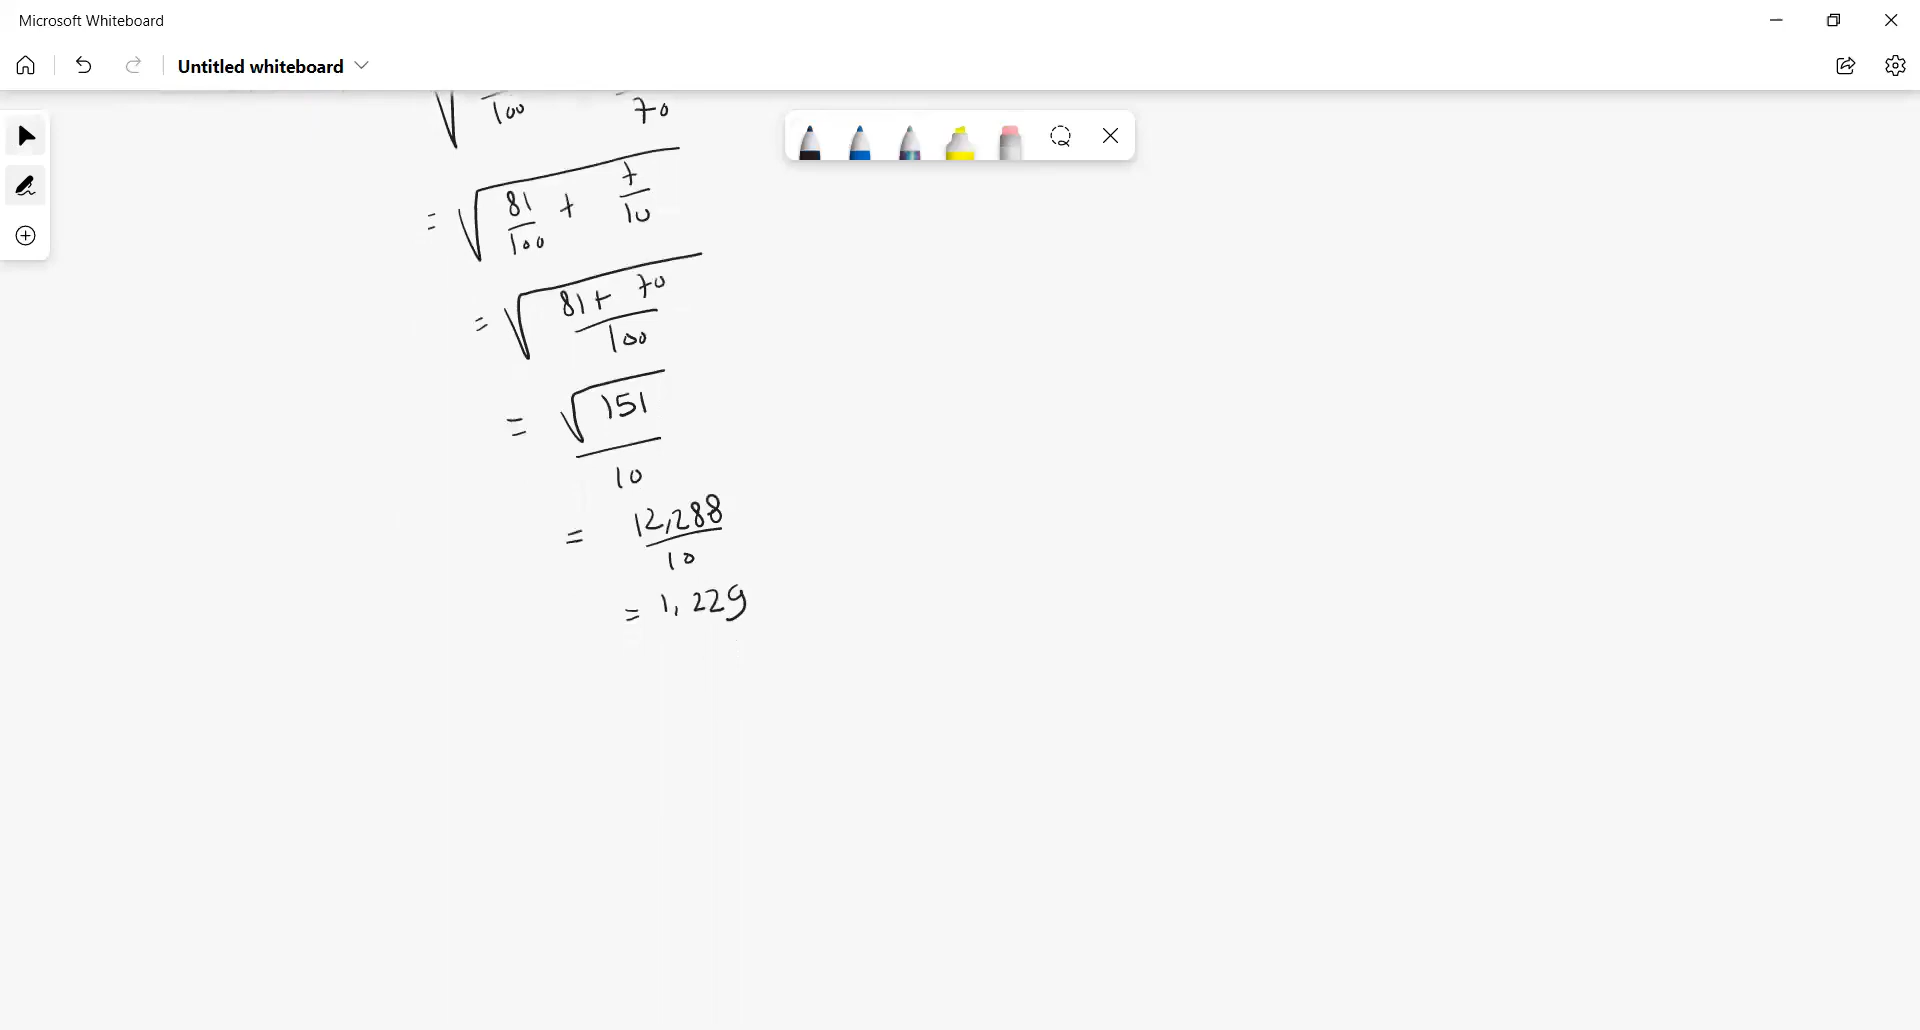 Microsoft Whiteboard
Untitled whiteboard
√ 100 70
= √ 81/100 + 7/10
= √ 81 + 70 / 100
= √151 / 10
= 12,288 / 10
= 1,229